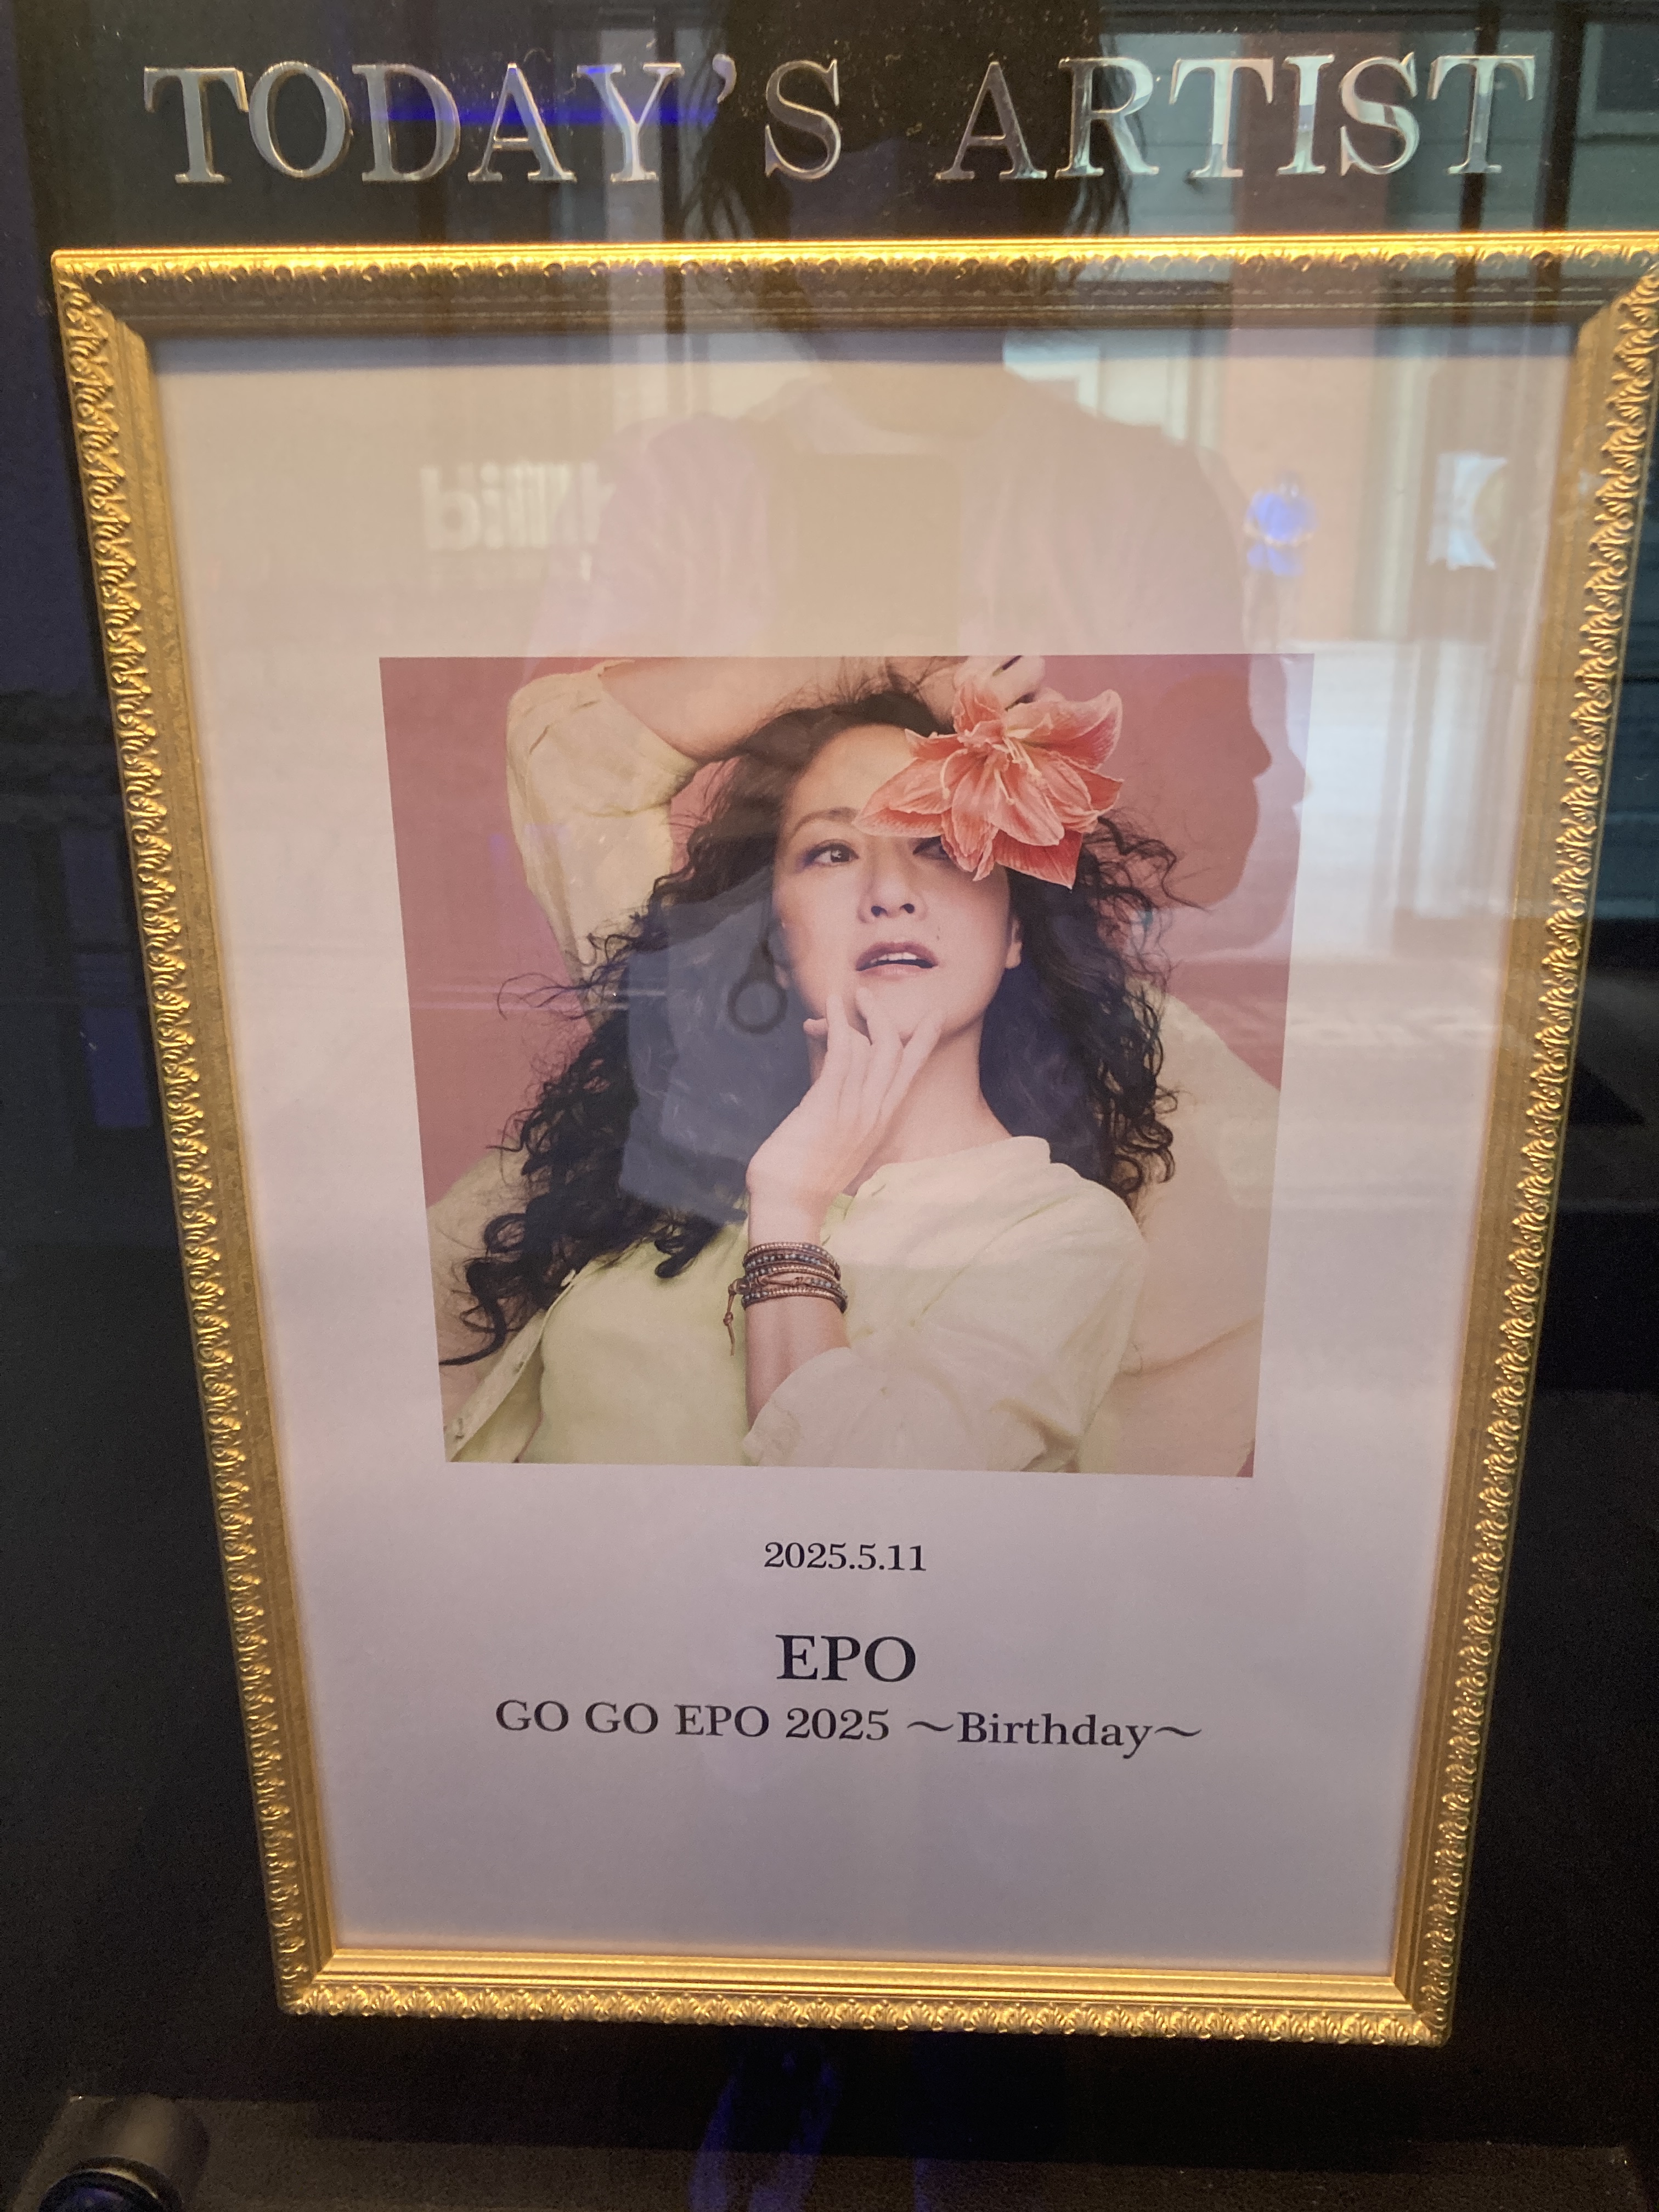 TODAY'S ARTIST
2025.5.11
EPO
GO GO EPO 2025 〜Birthday〜